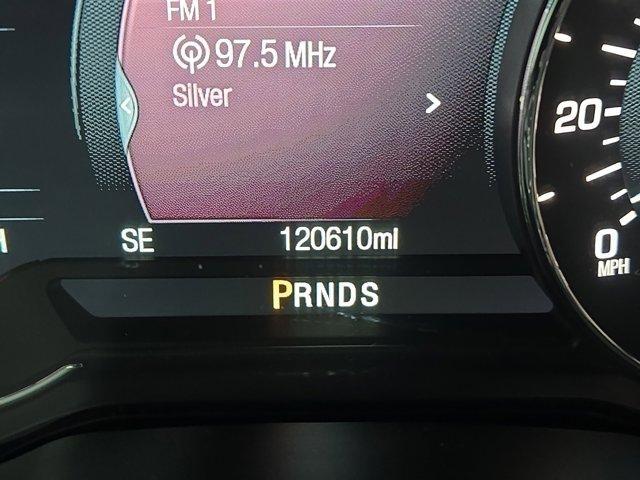 FM 1
97.5 MHz
Silver
20
SE
120610mi
0
MPH
PRNDS